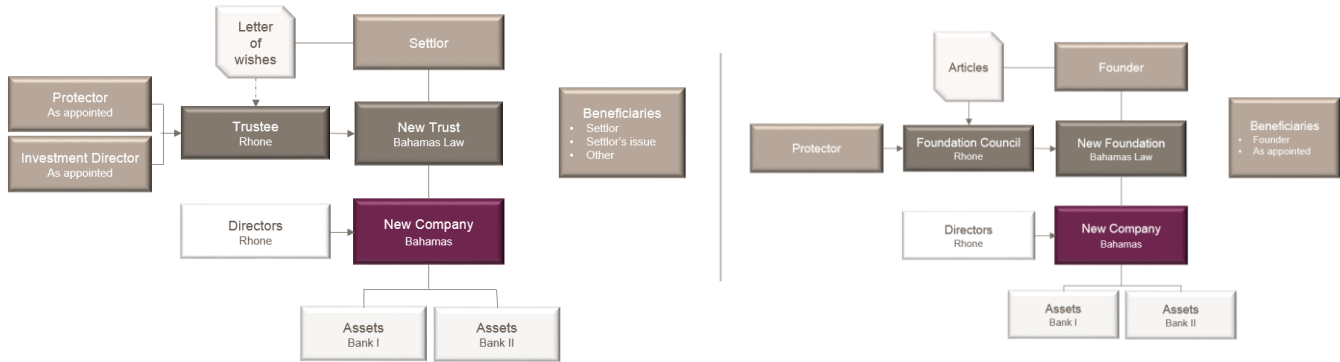 Letter
of
wishes
Settlor
Protector
As appointed
Investment Director
As appointed
Trustee
Rhone
New Trust
Bahamas Law
Beneficiaries
• Settlor
• Settlor's issue
• Other
Directors
Rhone
New Company
Bahamas
Assets
Bank I
Assets
Bank II
Articles
Founder
Protector
Foundation Council
Rhone
New Foundation
Bahamas Law
Beneficiaries
• Founder
• As appointed
Directors
Rhone
New Company
Bahamas
Assets
Bank I
Assets
Bank II